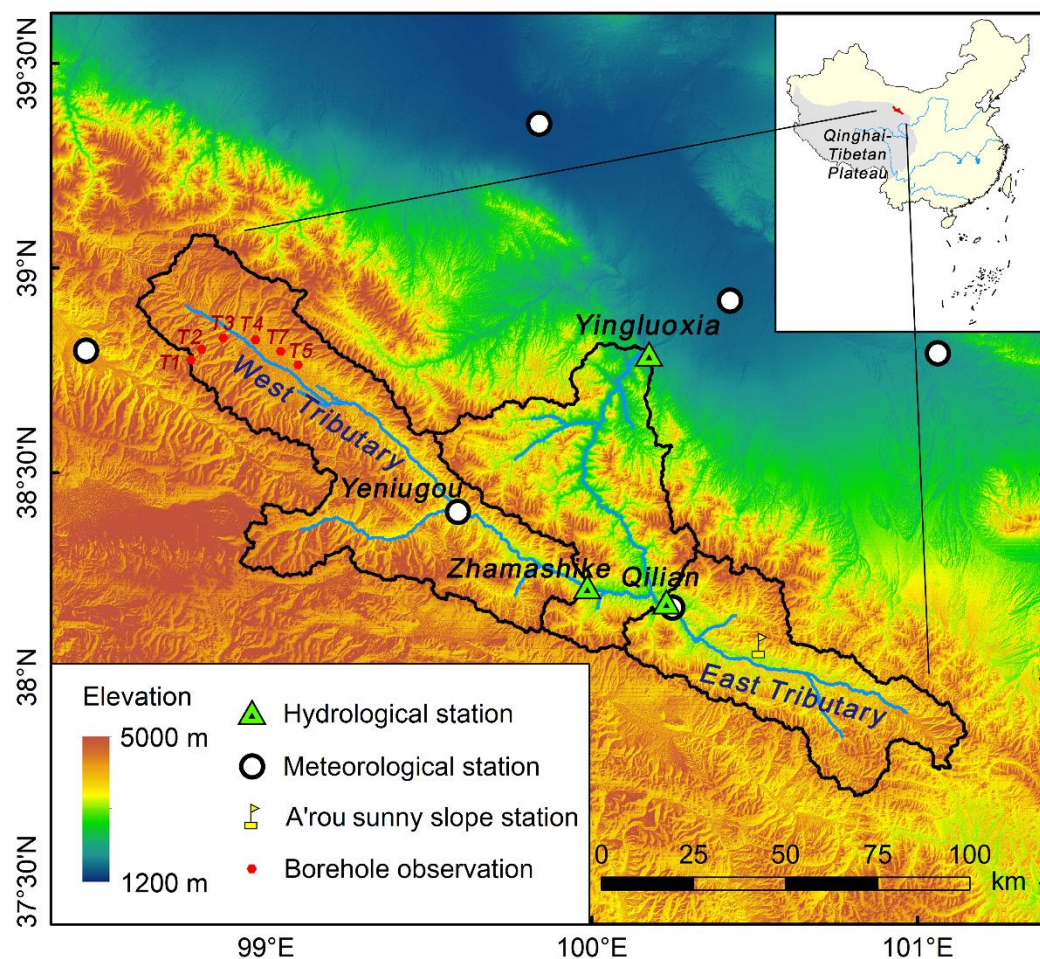 39°30'N
39°N
38°30'N
38°N
37°30'N
99°E
100°E
101°E
Qinghai-
Tibetan
Plateau
Yingluoxia
T1
T2
T3
T4
T7
T5
West Tributary
Yeniugou
Zhamashike
Qilian
East Tributary
Elevation
5000 m
1200 m
Hydrological station
Meteorological station
A'rou sunny slope station
Borehole observation
0 25 50 75 100
km